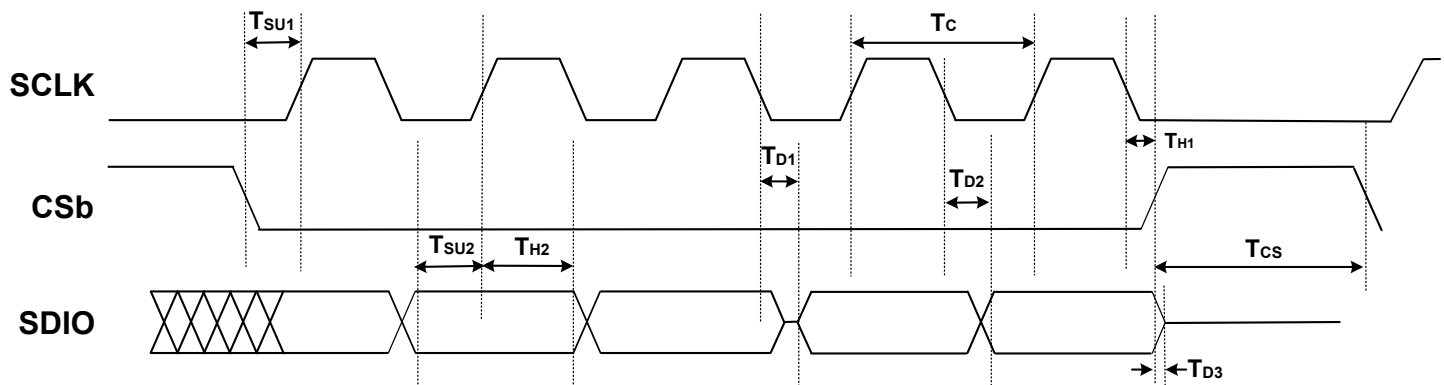 TSU1
TC
SCLK
TH1
TD1
TD2
CSb
TSU2
TH2
TCS
SDIO
TD3